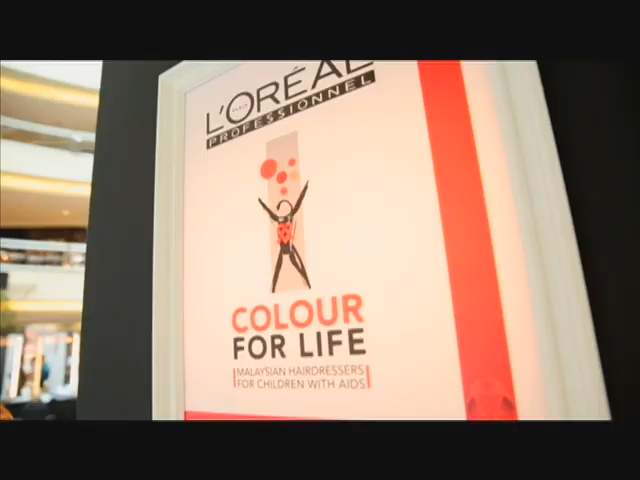 L'ORÉAL
PARIS
PROFESSIONNEL
COLOUR
FOR LIFE
MALAYSIAN HAIRDRESSERS
FOR CHILDREN WITH AIDS